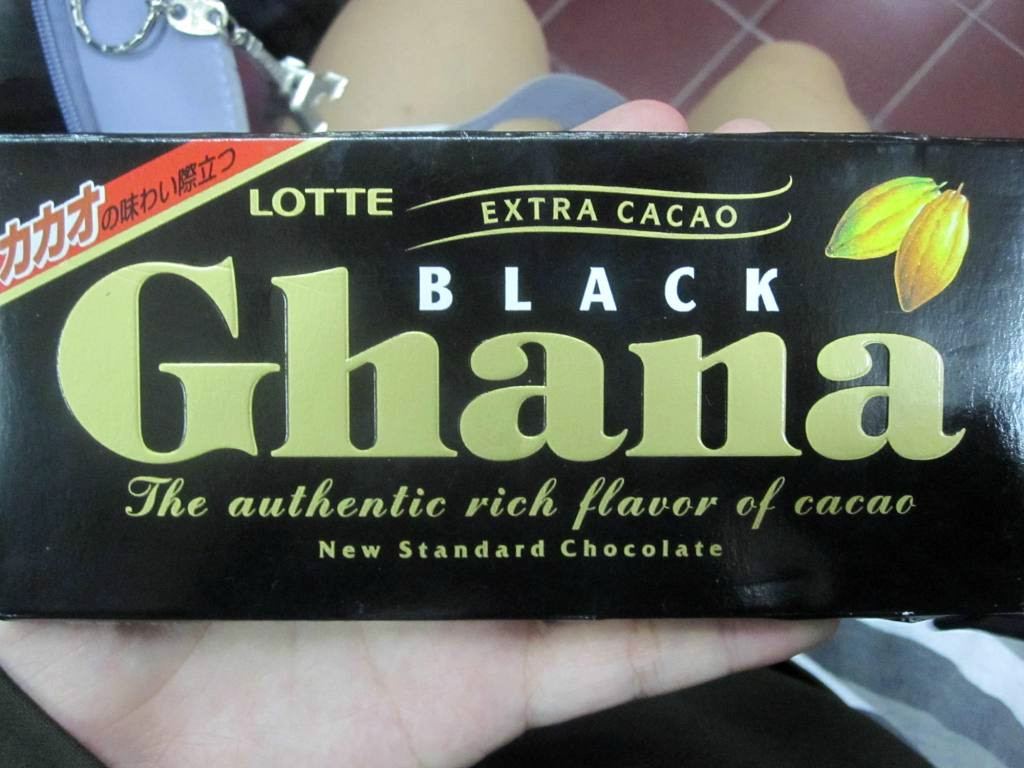 カカオの味わい際立つ
LOTTE
EXTRA CACAO
BLACK
Ghana
The authentic rich flavor of cacao
New Standard Chocolate